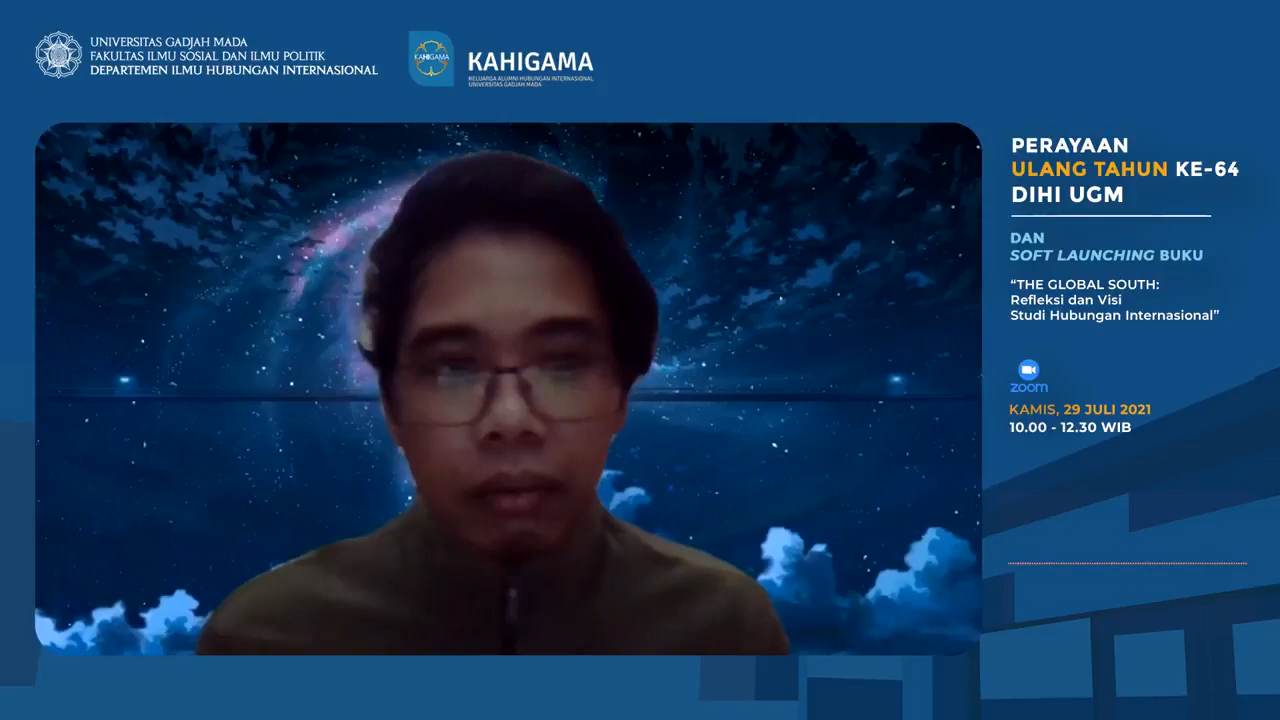 UNIVERSITAS GADJAH MADA
FAKULTAS ILMU SOSIAL DAN ILMU POLITIK
DEPARTEMEN ILMU HUBUNGAN INTERNASIONAL
KAHIGAMA
KAHIGAMA
KELUARGA ALUMNI HUBUNGAN INTERNASIONAL
UNIVERSITAS GADJAH MADA
PERAYAAN
ULANG TAHUN KE-64
DIHI UGM
DAN
SOFT LAUNCHING BUKU
“THE GLOBAL SOUTH:
Refleksi dan Visi
Studi Hubungan Internasional”
zoom
KAMIS, 29 JULI 2021
10.00 - 12.30 WIB